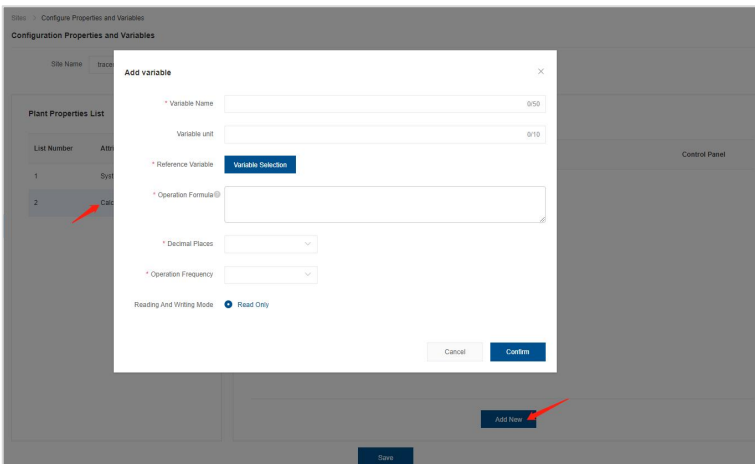 Sites / Configure Properties and Variables
Configuration Properties and Variables
Site Name
Add variable
* Variable Name 0/50
Plant Properties List
Variable unit 0/10
List Number
Control Panel
* Reference Variable Variable Selection
1 Syst
* Operation Formula
2 Calc
* Decimal Places
* Operation Frequency
Reading And Writing Mode Read Only
Cancel Confirm
Add New
Save